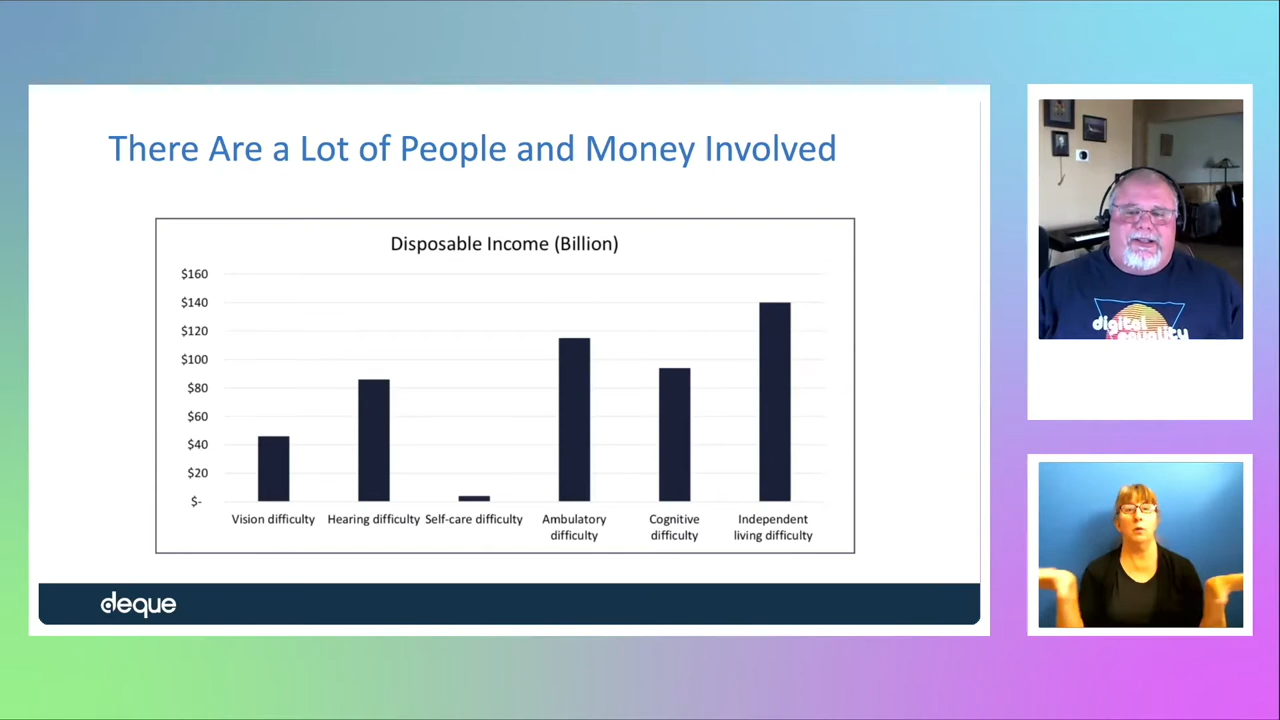 There Are a Lot of People and Money Involved
Disposable Income (Billion)
$160
$140
$120
$100
$80
$60
$40
$20
$-
Vision difficulty
Hearing difficulty
Self-care difficulty
Ambulatory
difficulty
Cognitive
difficulty
Independent
living difficulty
deque
digital
equality